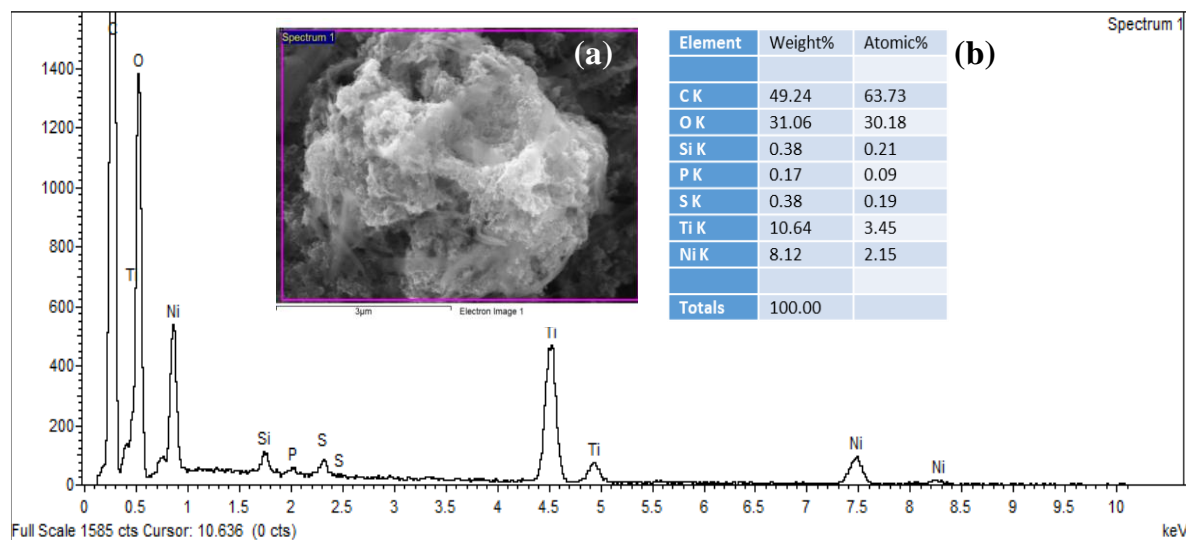 Spectrum 1
C
O
T
Ni
Si
P
S
S
Ti
Ti
Ni
Ni
1400
1200
1000
800
600
400
200
0
0 0.5 1 1.5 2 2.5 3 3.5 4 4.5 5 5.5 6 6.5 7 7.5 8 8.5 9 9.5 10
Full Scale 1585 cts Cursor: 10.636 (0 cts) keV
Spectrum 1
(a)
3µm Electron Image 1
(b)
Element Weight% Atomic%
C K 49.24 63.73
O K 31.06 30.18
Si K 0.38 0.21
P K 0.17 0.09
S K 0.38 0.19
Ti K 10.64 3.45
Ni K 8.12 2.15
Totals 100.00